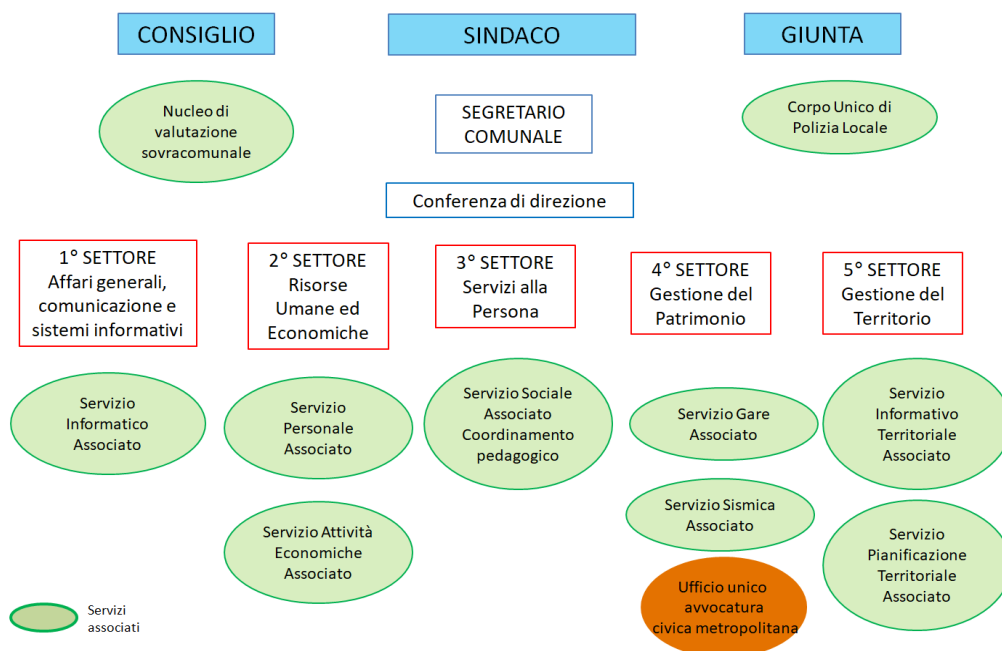 CONSIGLIO
SINDACO
GIUNTA
Nucleo di
valutazione
sovracomunale
SEGRETARIO
COMUNALE
Corpo Unico di
Polizia Locale
Conferenza di direzione
1° SETTORE
Affari generali,
comunicazione e
sistemi informativi
2° SETTORE
Risorse
Umane ed
Economiche
3° SETTORE
Servizi alla
Persona
4° SETTORE
Gestione del
Patrimonio
5° SETTORE
Gestione del
Territorio
Servizio
Informatico
Associato
Servizio
Personale
Associato
Servizio Sociale
Associato
Coordinamento
pedagogico
Servizio Gare
Associato
Servizio
Informativo
Territoriale
Associato
Servizio Attività
Economiche
Associato
Servizio Sismica
Associato
Servizio
Pianificazione
Territoriale
Associato
Ufficio unico
avvocatura
civica metropolitana
Servizi
associati